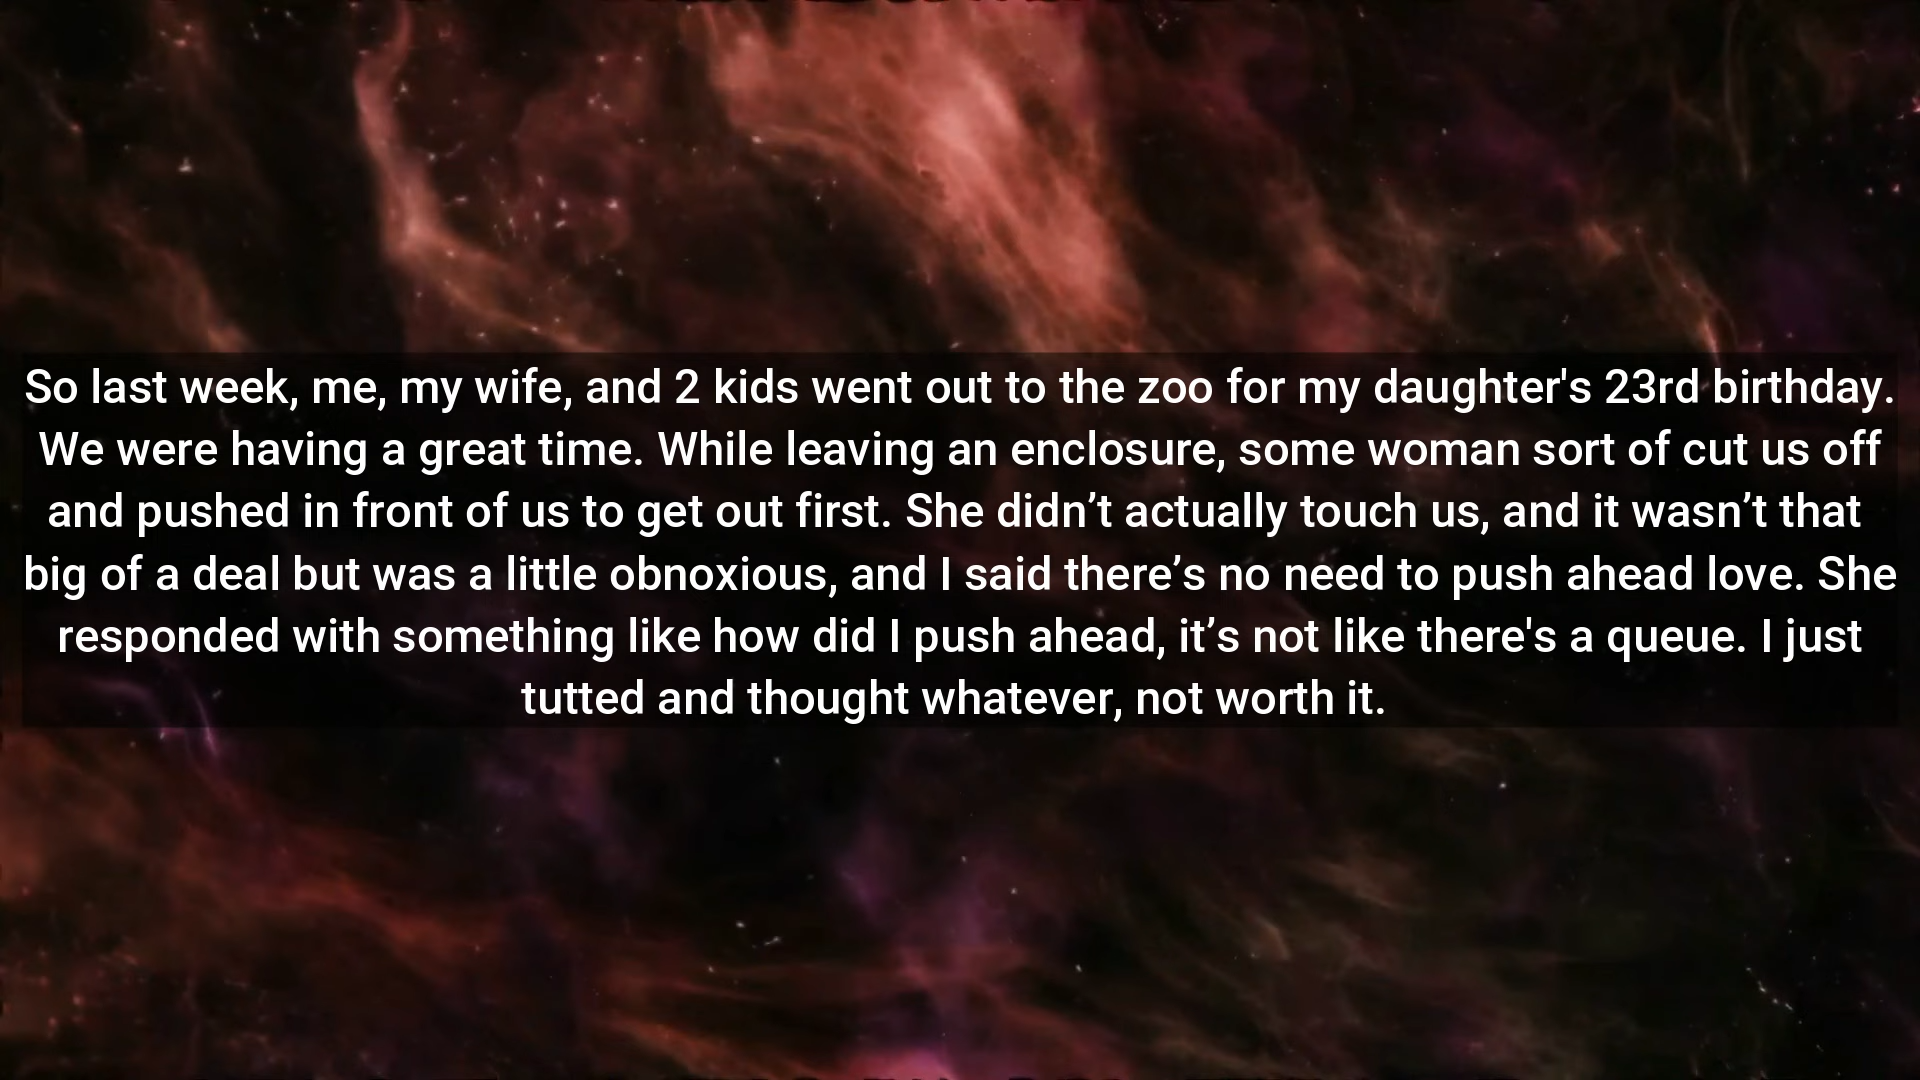 So last week, me, my wife, and 2 kids went out to the zoo for my daughter's 23rd birthday.
We were having a great time. While leaving an enclosure, some woman sort of cut us off
and pushed in front of us to get out first. She didn’t actually touch us, and it wasn’t that
big of a deal but was a little obnoxious, and I said there’s no need to push ahead love. She
responded with something like how did I push ahead, it’s not like there's a queue. I just
tutted and thought whatever, not worth it.